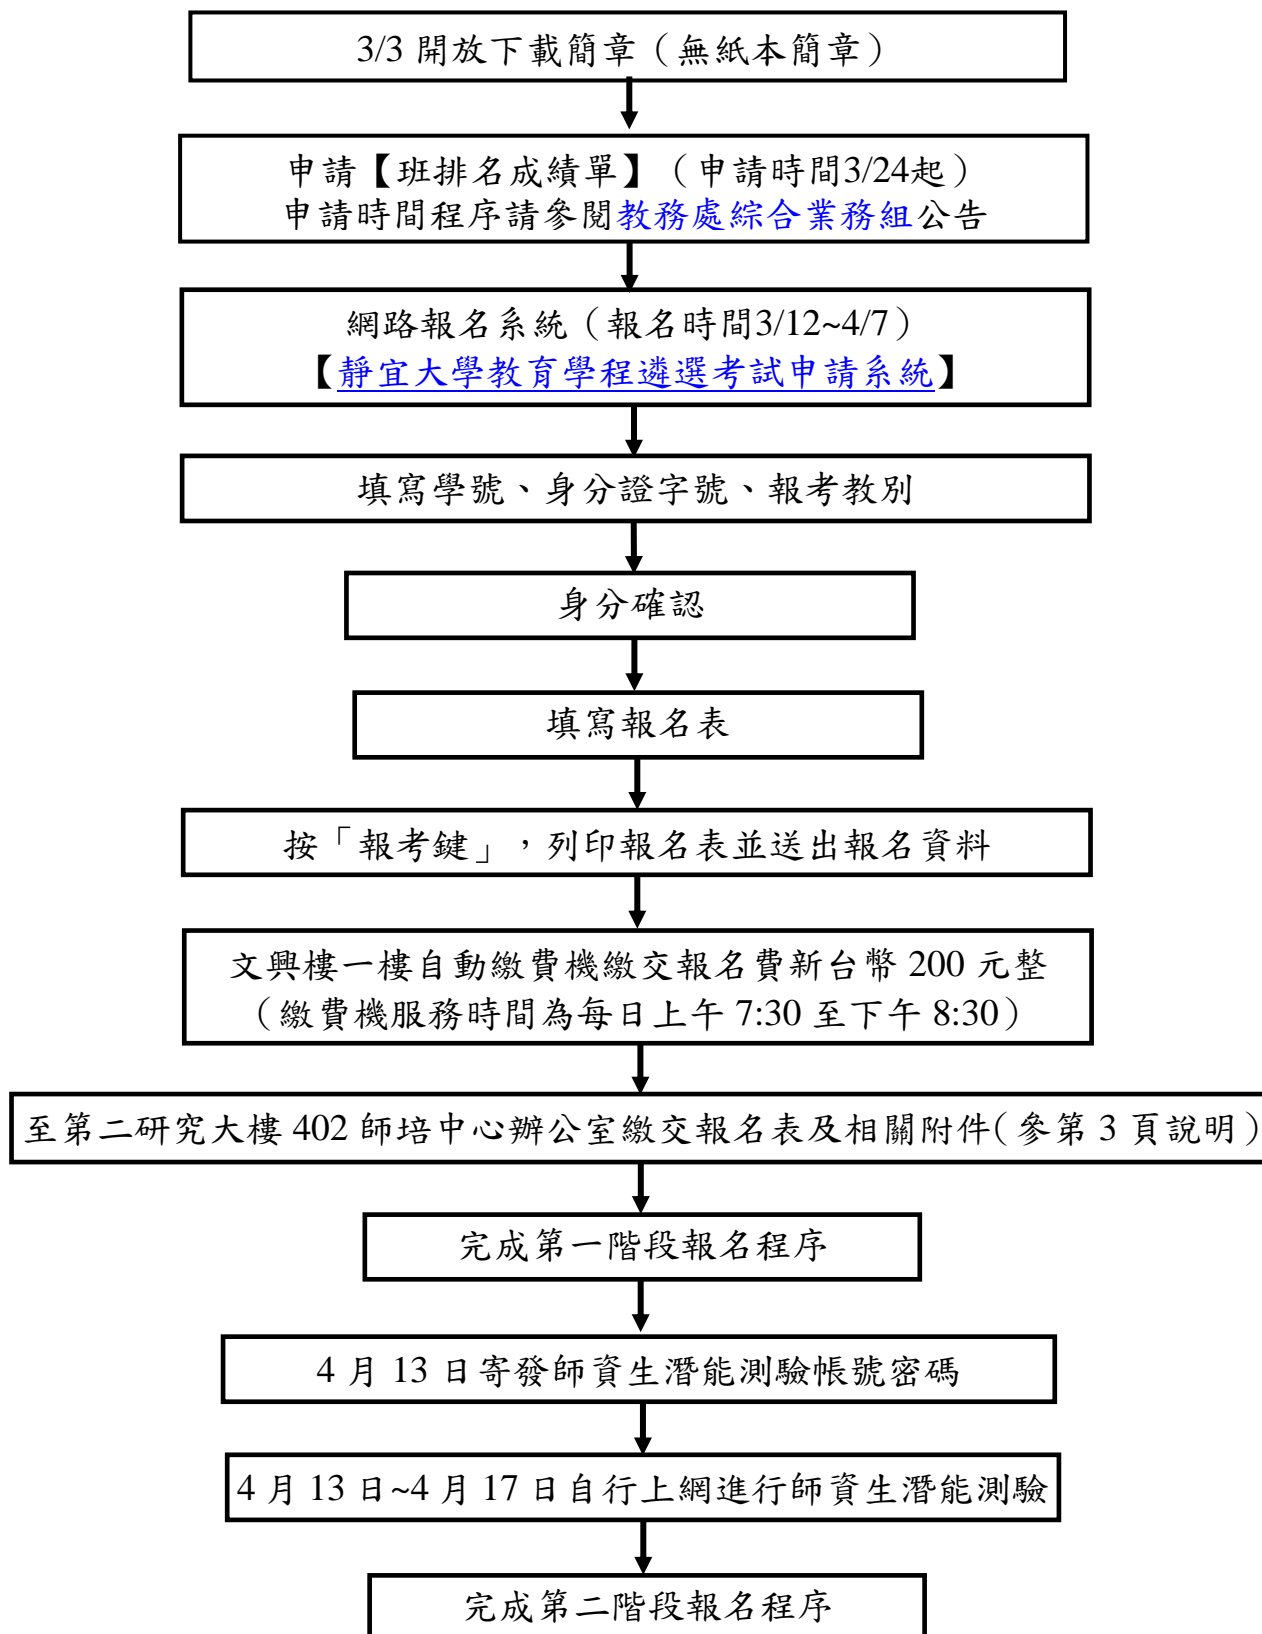 3/3 開放下載簡章（無紙本簡章）
申請【班排名成績單】（申請時間3/24起）
申請時間程序請參閱教務處綜合業務組公告
網路報名系統（報名時間3/12~4/7）
【靜宜大學教育學程遴選考試申請系統】
填寫學號、身分證字號、報考教別
身分確認
填寫報名表
按「報考鍵」，列印報名表並送出報名資料
文興樓一樓自動繳費機繳交報名費新台幣 200 元整
（繳費機服務時間為每日上午 7:30 至下午 8:30）
至第二研究大樓 402 師培中心辦公室繳交報名表及相關附件（參第 3 頁說明）
完成第一階段報名程序
4 月 13 日寄發師資生潛能測驗帳號密碼
4 月 13 日~4 月 17 日自行上網進行師資生潛能測驗
完成第二階段報名程序